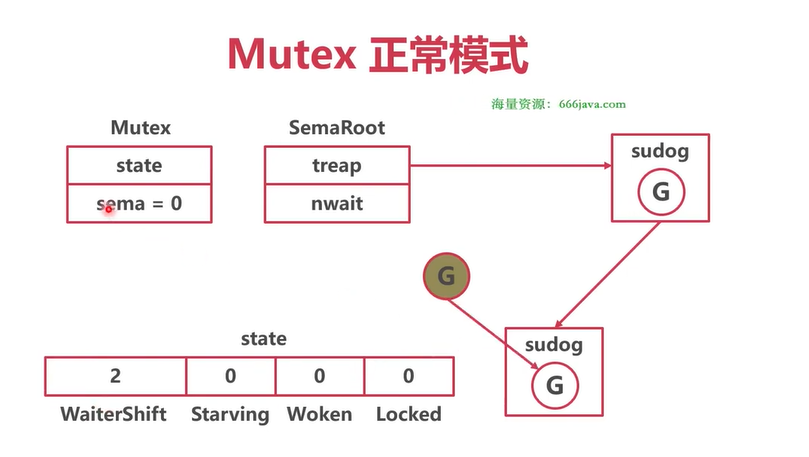 Mutex 正常模式
海量资源：666java.com
Mutex
SemaRoot
state
treap
sudog
G
sema = 0
nwait
G
state
sudog
2
0
0
0
G
WaiterShift
Starving
Woken
Locked